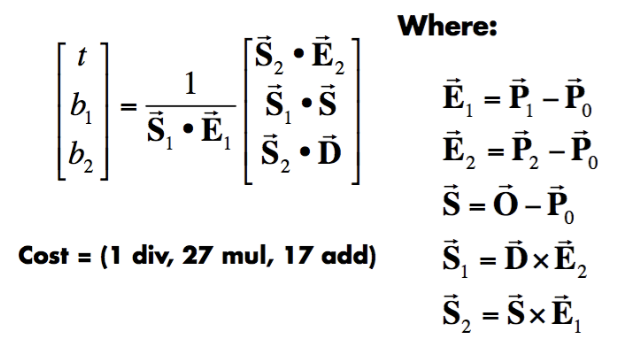 [t b₁ b₂] = 1 / (S⃗₁ • E⃗₁) [S⃗₂ • E⃗₂ S⃗₁ • S⃗ S⃗₂ • D⃗]
Cost = (1 div, 27 mul, 17 add)
Where:
E⃗₁ = P⃗₁ − P⃗₀
E⃗₂ = P⃗₂ − P⃗₀
S⃗ = O⃗ − P⃗₀
S⃗₁ = D⃗ × E⃗₂
S⃗₂ = S⃗ × E⃗₁